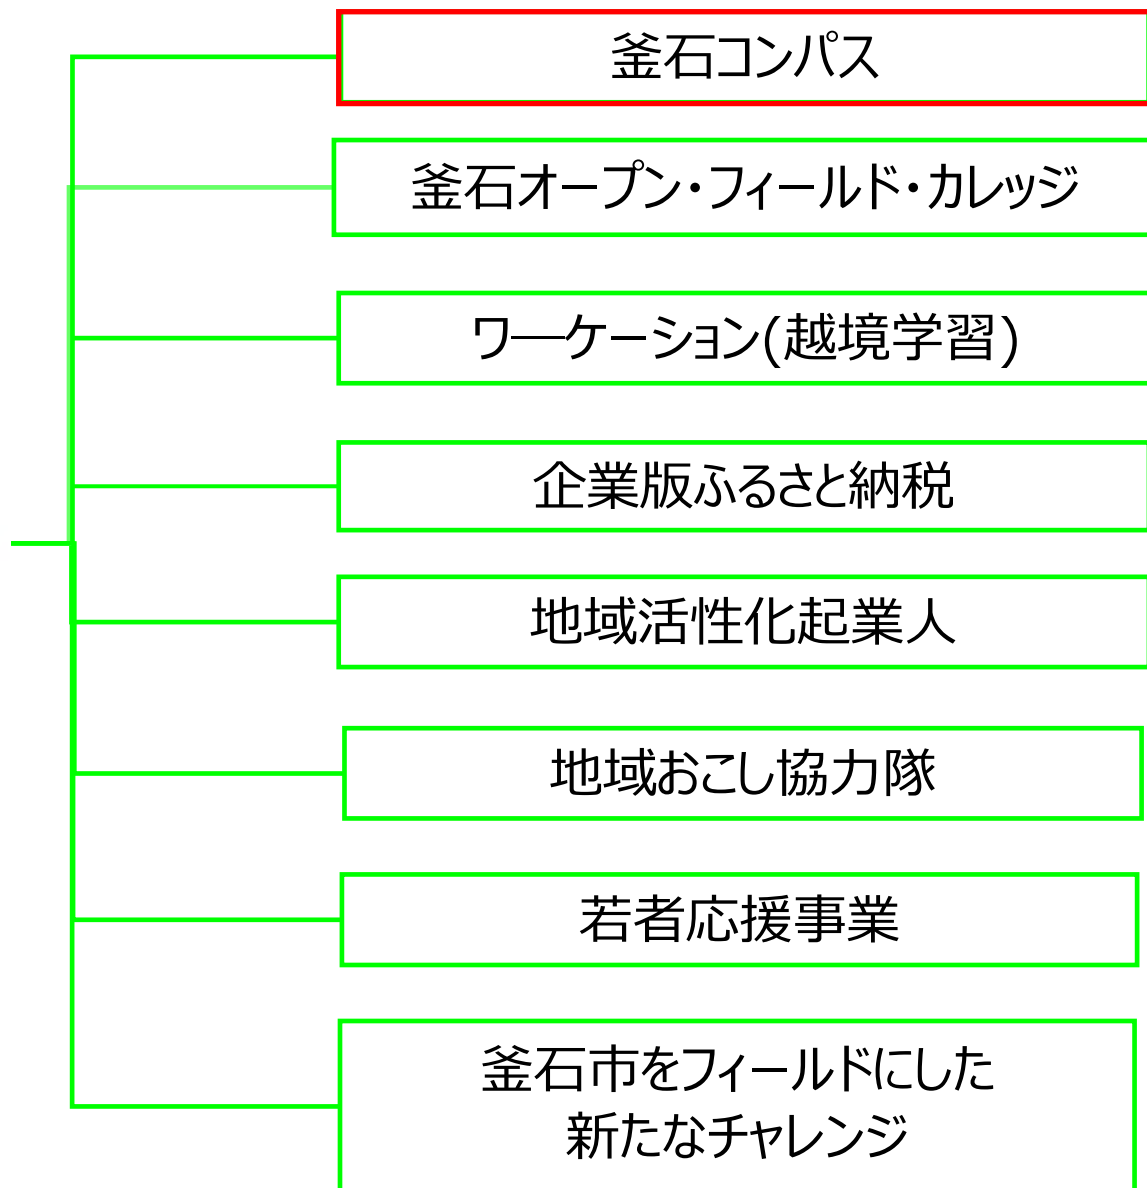 釜石コンパス
釜石オープン・フィールド・カレッジ
ワ―ケーション(越境学習)
企業版ふるさと納税
地域活性化起業人
地域おこし協力隊
若者応援事業
釜石市をフィールドにした
新たなチャレンジ